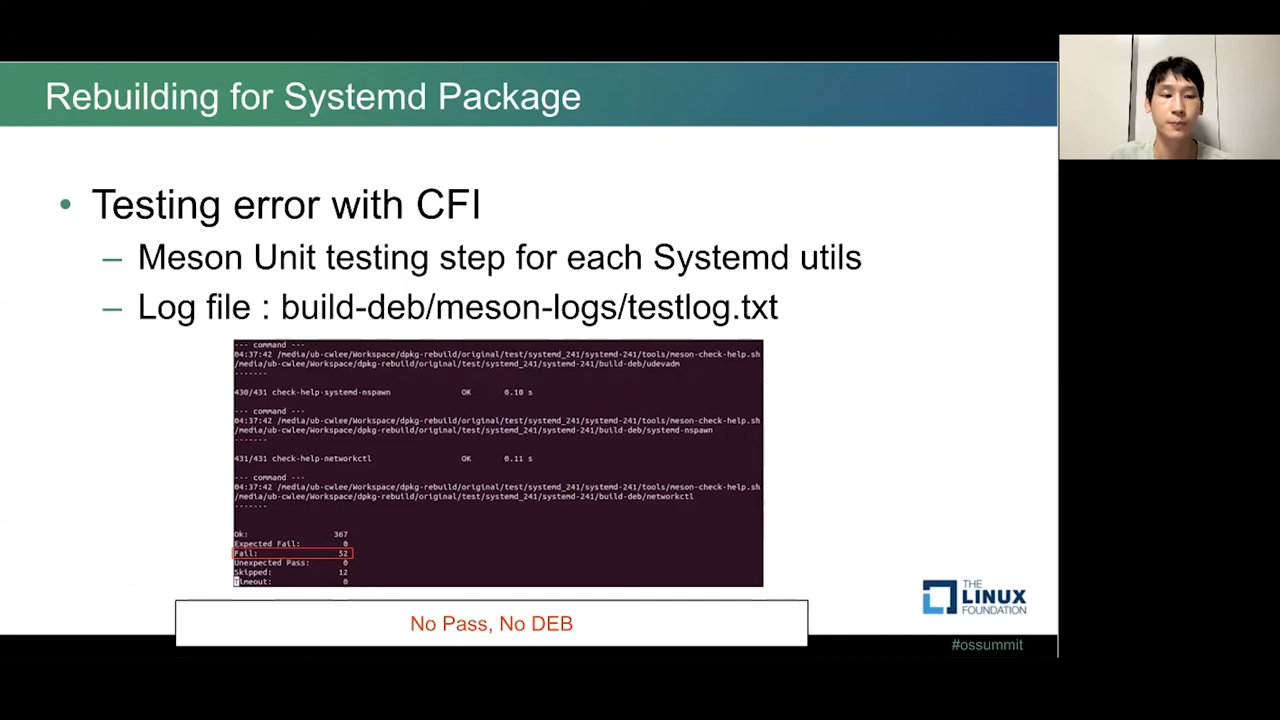 Rebuilding for Systemd Package
• Testing error with CFI
– Meson Unit testing step for each Systemd utils
– Log file : build-deb/meson-logs/testlog.txt
--- command ---
04:37:42 /media/ub-cwlee/Workspace/dpkg-rebuild/original/test/systemd_241/systemd-241/tools/meson-check-help.sh
/media/ub-cwlee/Workspace/dpkg-rebuild/original/test/systemd_241/systemd-241/build-deb/udevadm
-------
430/431 check-help-systemd-nspawn OK 0.10 s
--- command ---
04:37:42 /media/ub-cwlee/Workspace/dpkg-rebuild/original/test/systemd_241/systemd-241/tools/meson-check-help.sh
/media/ub-cwlee/Workspace/dpkg-rebuild/original/test/systemd_241/systemd-241/build-deb/systemd-nspawn
-------
431/431 check-help-networkctl OK 0.11 s
--- command ---
04:37:42 /media/ub-cwlee/Workspace/dpkg-rebuild/original/test/systemd_241/systemd-241/tools/meson-check-help.sh
/media/ub-cwlee/Workspace/dpkg-rebuild/original/test/systemd_241/systemd-241/build-deb/networkctl
-------
Ok: 367
Expected Fail: 0
Fail: 52
Unexpected Pass: 0
Skipped: 12
Timeout: 0
No Pass, No DEB
THE
LINUX
FOUNDATION
#ossummit